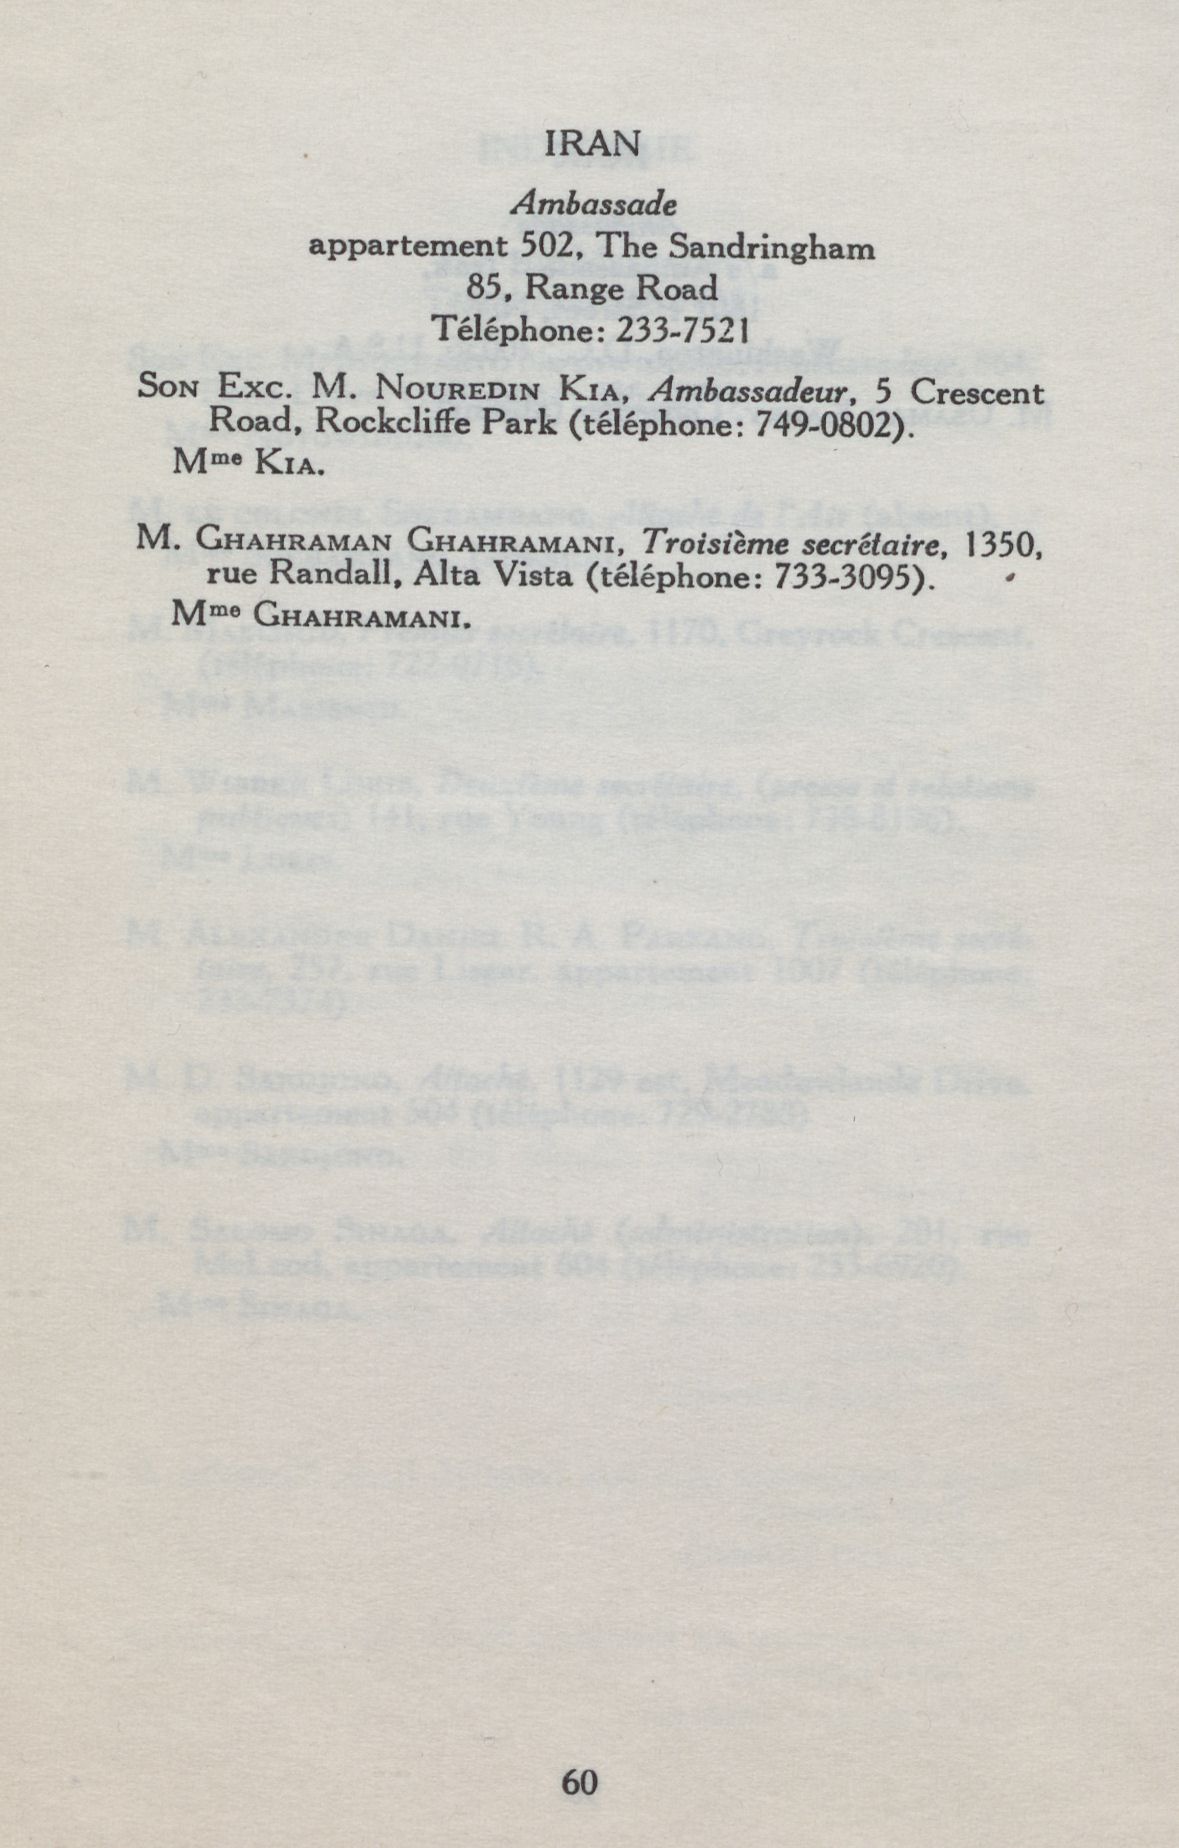 IRAN
Ambassade
appartement 502, The Sandringham
85, Range Road
Téléphone: 233-7521
SON EXC. M. NOUREDIN KIA, Ambassadeur, 5 Crescent
Road, Rockcliffe Park (téléphone: 749-0802).
Mme KIA.
M. GHAHRAMAN GHAHRAMANI, Troisième secrétaire, 1350,
rue Randall, Alta Vista (téléphone: 733-3095).
Mme GHAHRAMANI.
60